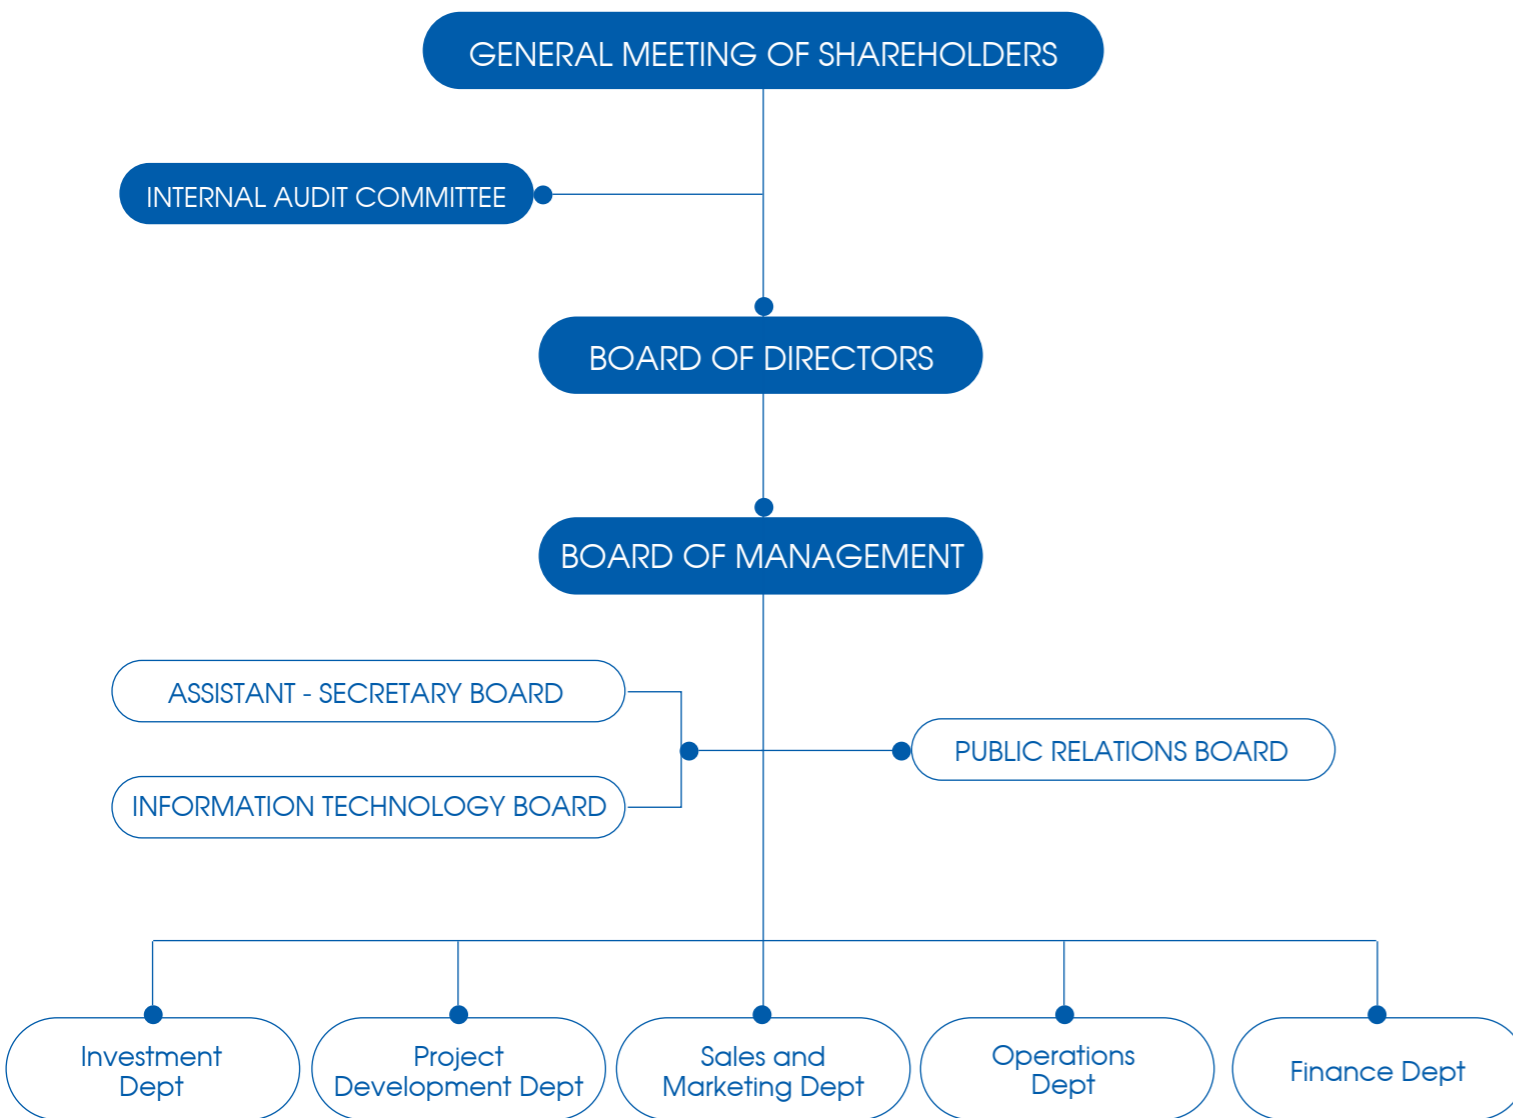 GENERAL MEETING OF SHAREHOLDERS
INTERNAL AUDIT COMMITTEE
BOARD OF DIRECTORS
BOARD OF MANAGEMENT
ASSISTANT - SECRETARY BOARD
PUBLIC RELATIONS BOARD
INFORMATION TECHNOLOGY BOARD
Investment
Dept
Project
Development Dept
Sales and
Marketing Dept
Operations
Dept
Finance Dept